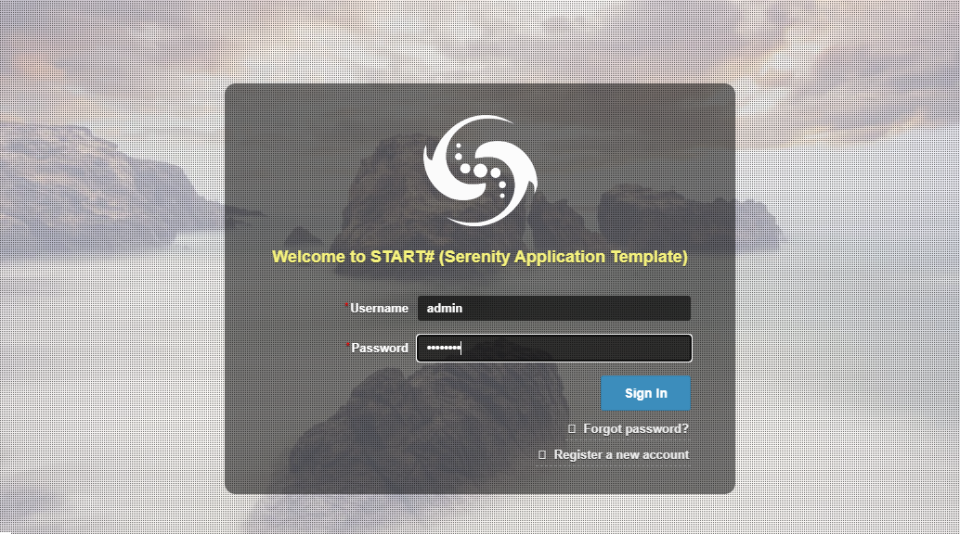 Welcome to START# (Serenity Application Template)
*Username admin
*Password ••••••••
Sign In
Forgot password?
Register a new account